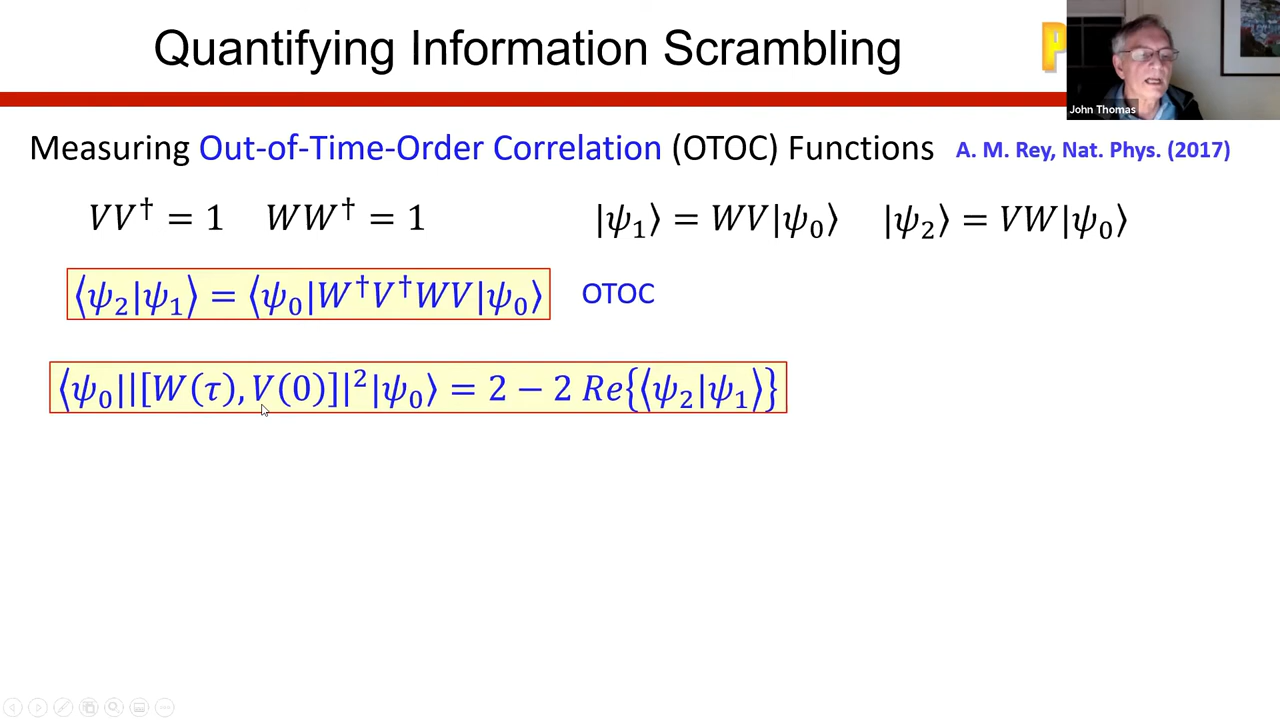 Quantifying Information Scrambling
P
John Thomas
Measuring Out-of-Time-Order Correlation (OTOC) Functions A. M. Rey, Nat. Phys. (2017)
VV† = 1 WW† = 1 |ψ₁⟩ = WV|ψ₀⟩ |ψ₂⟩ = VW|ψ₀⟩
⟨ψ₂|ψ₁⟩ = ⟨ψ₀|W†V†WV|ψ₀⟩ OTOC
⟨ψ₀||[W(τ), V(0)]|²|ψ₀⟩ = 2 − 2 Re{⟨ψ₂|ψ₁⟩}